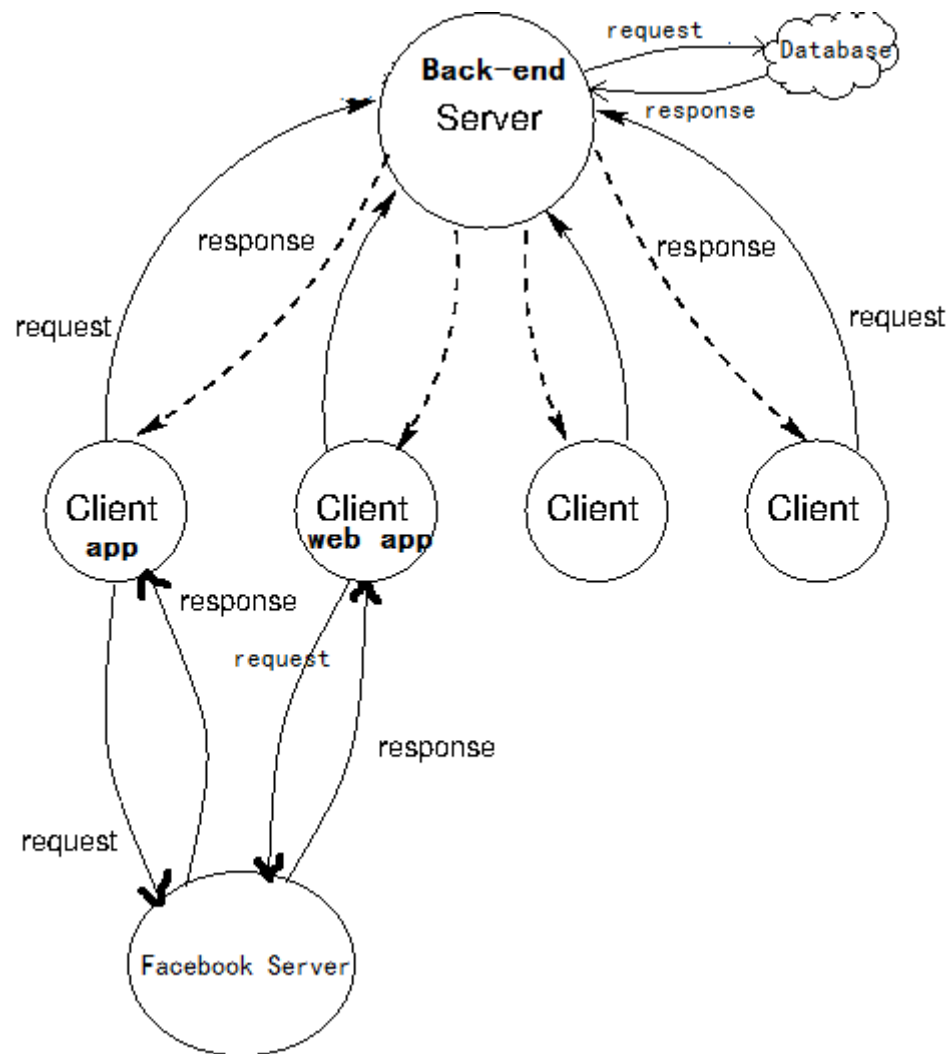 request
Database
Back-end
Server
response
response
response
request
request
Client
app
Client
web app
Client
Client
response
request
response
request
Facebook Server